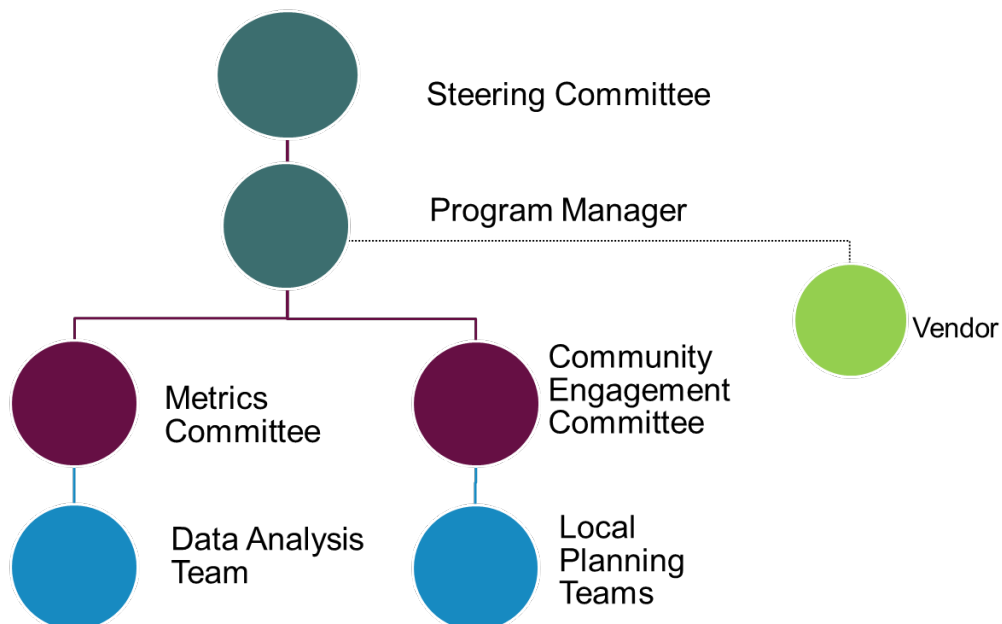 Steering Committee
Program Manager
Vendor
Metrics
Committee
Community
Engagement
Committee
Data Analysis
Team
Local
Planning
Teams